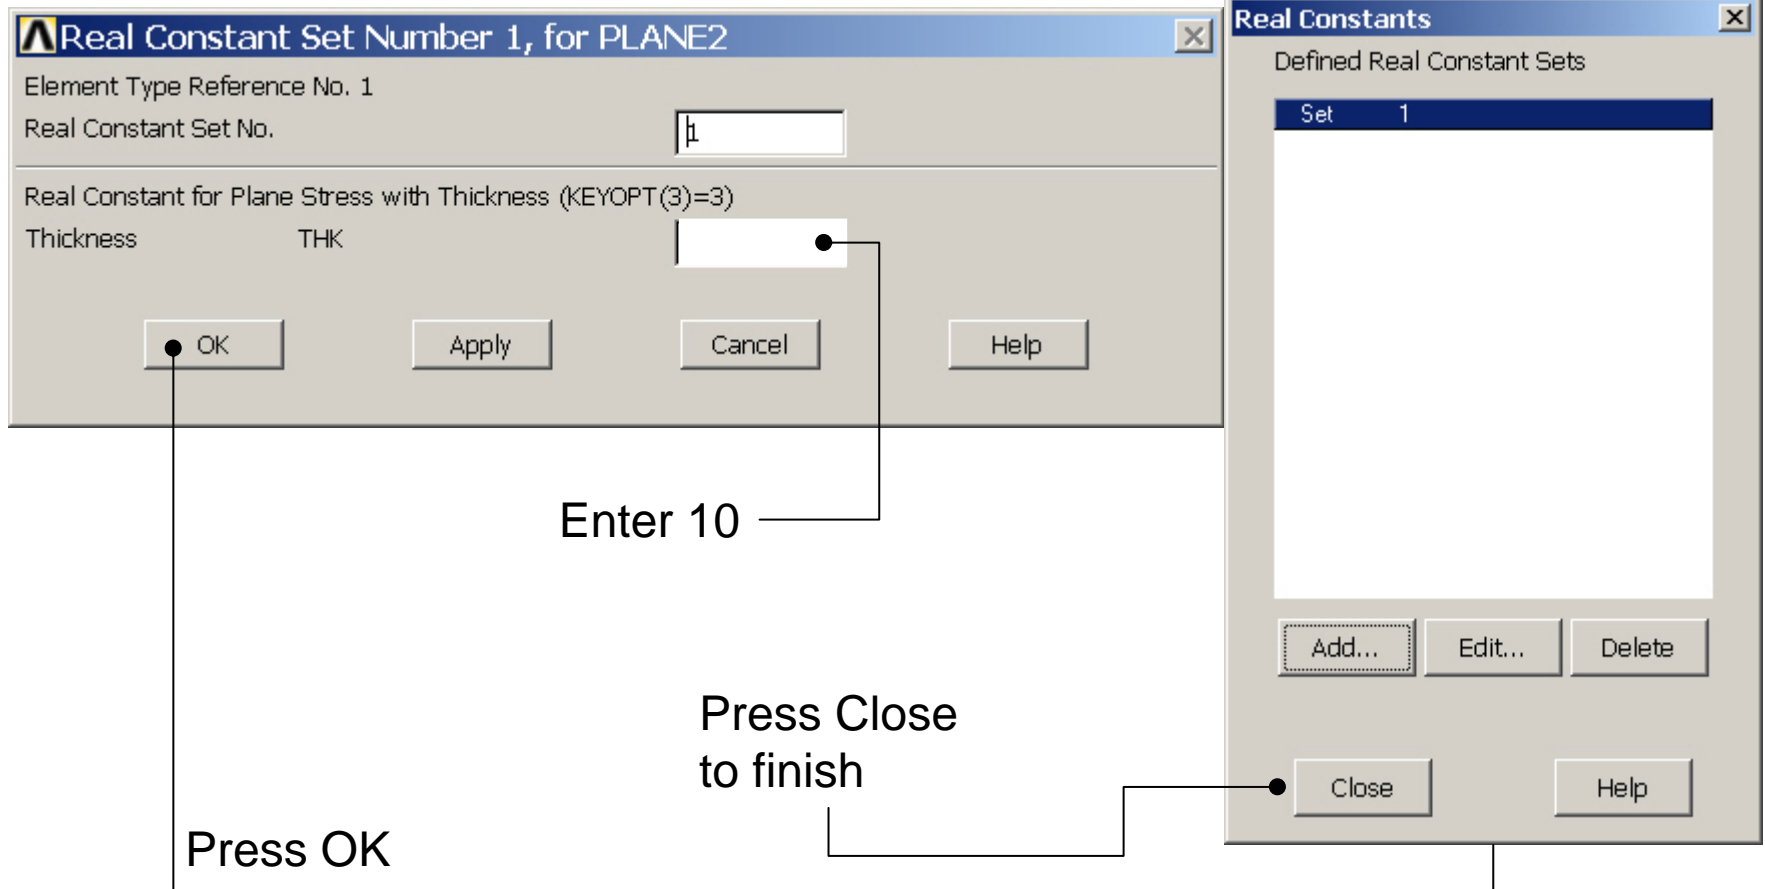 Real Constant Set Number 1, for PLANE2
Element Type Reference No. 1
Real Constant Set No. 1
Real Constant for Plane Stress with Thickness (KEYOPT(3)=3)
Thickness THK
OK Apply Cancel Help
Enter 10
Press OK
Real Constants
Defined Real Constant Sets
Set 1
Add... Edit... Delete
Close Help
Press Close
to finish